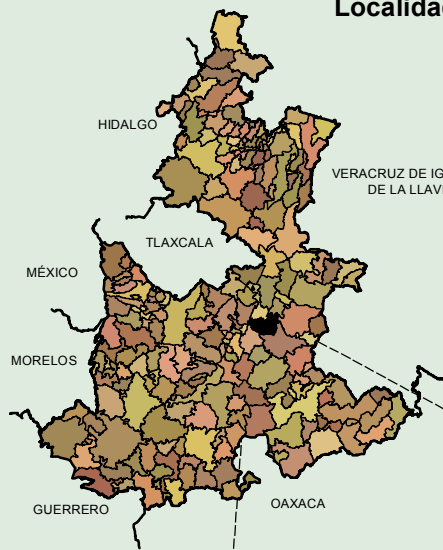 Localidad
HIDALGO
VERACRUZ DE IG
DE LA LLAV
TLAXCALA
MÉXICO
MORELOS
GUERRERO
OAXACA